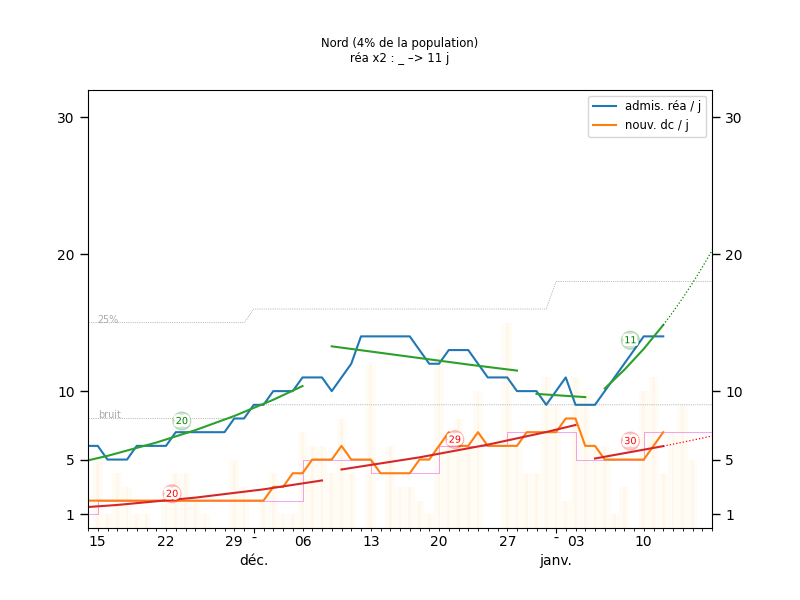 Nord (4% de la population)
réa x2 : _ –> 11 j
admis. réa / j
nouv. dc / j
30
30
20
20
10
10
5
5
1
1
25%
bruit
20
20
29
11
30
15 22 29 - 06 13 20 27 - 03 10
déc. janv.